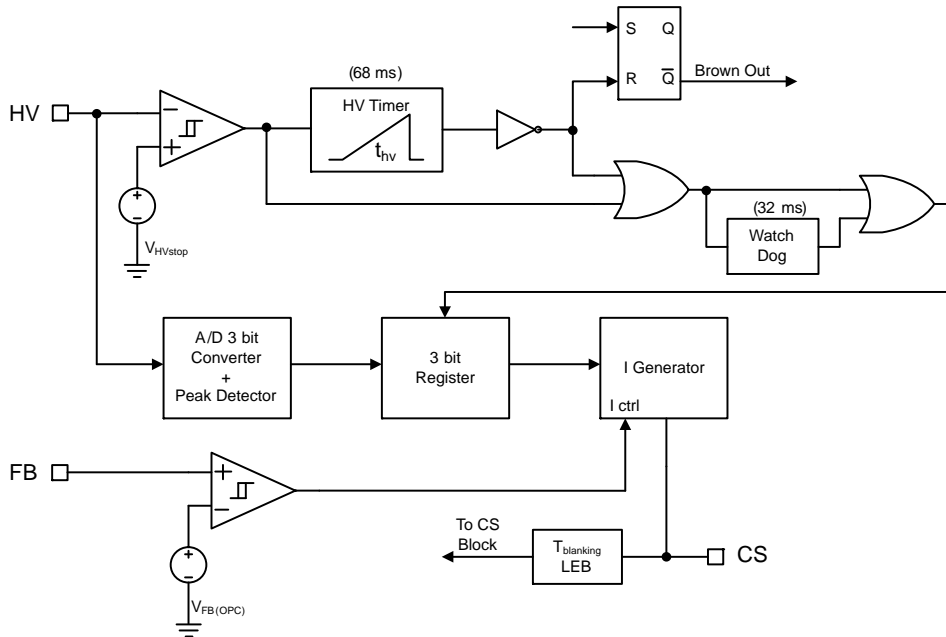 S Q
(68 ms)
R Q̅
Brown Out
HV
HV Timer
−
+
t_hv
+
−
V_HVstop
(32 ms)
Watch
Dog
A/D 3 bit
Converter
+
Peak Detector
3 bit
Register
I Generator
I ctrl
FB
+
−
To CS
Block
T_blanking
LEB
CS
+
−
V_FB(OPC)